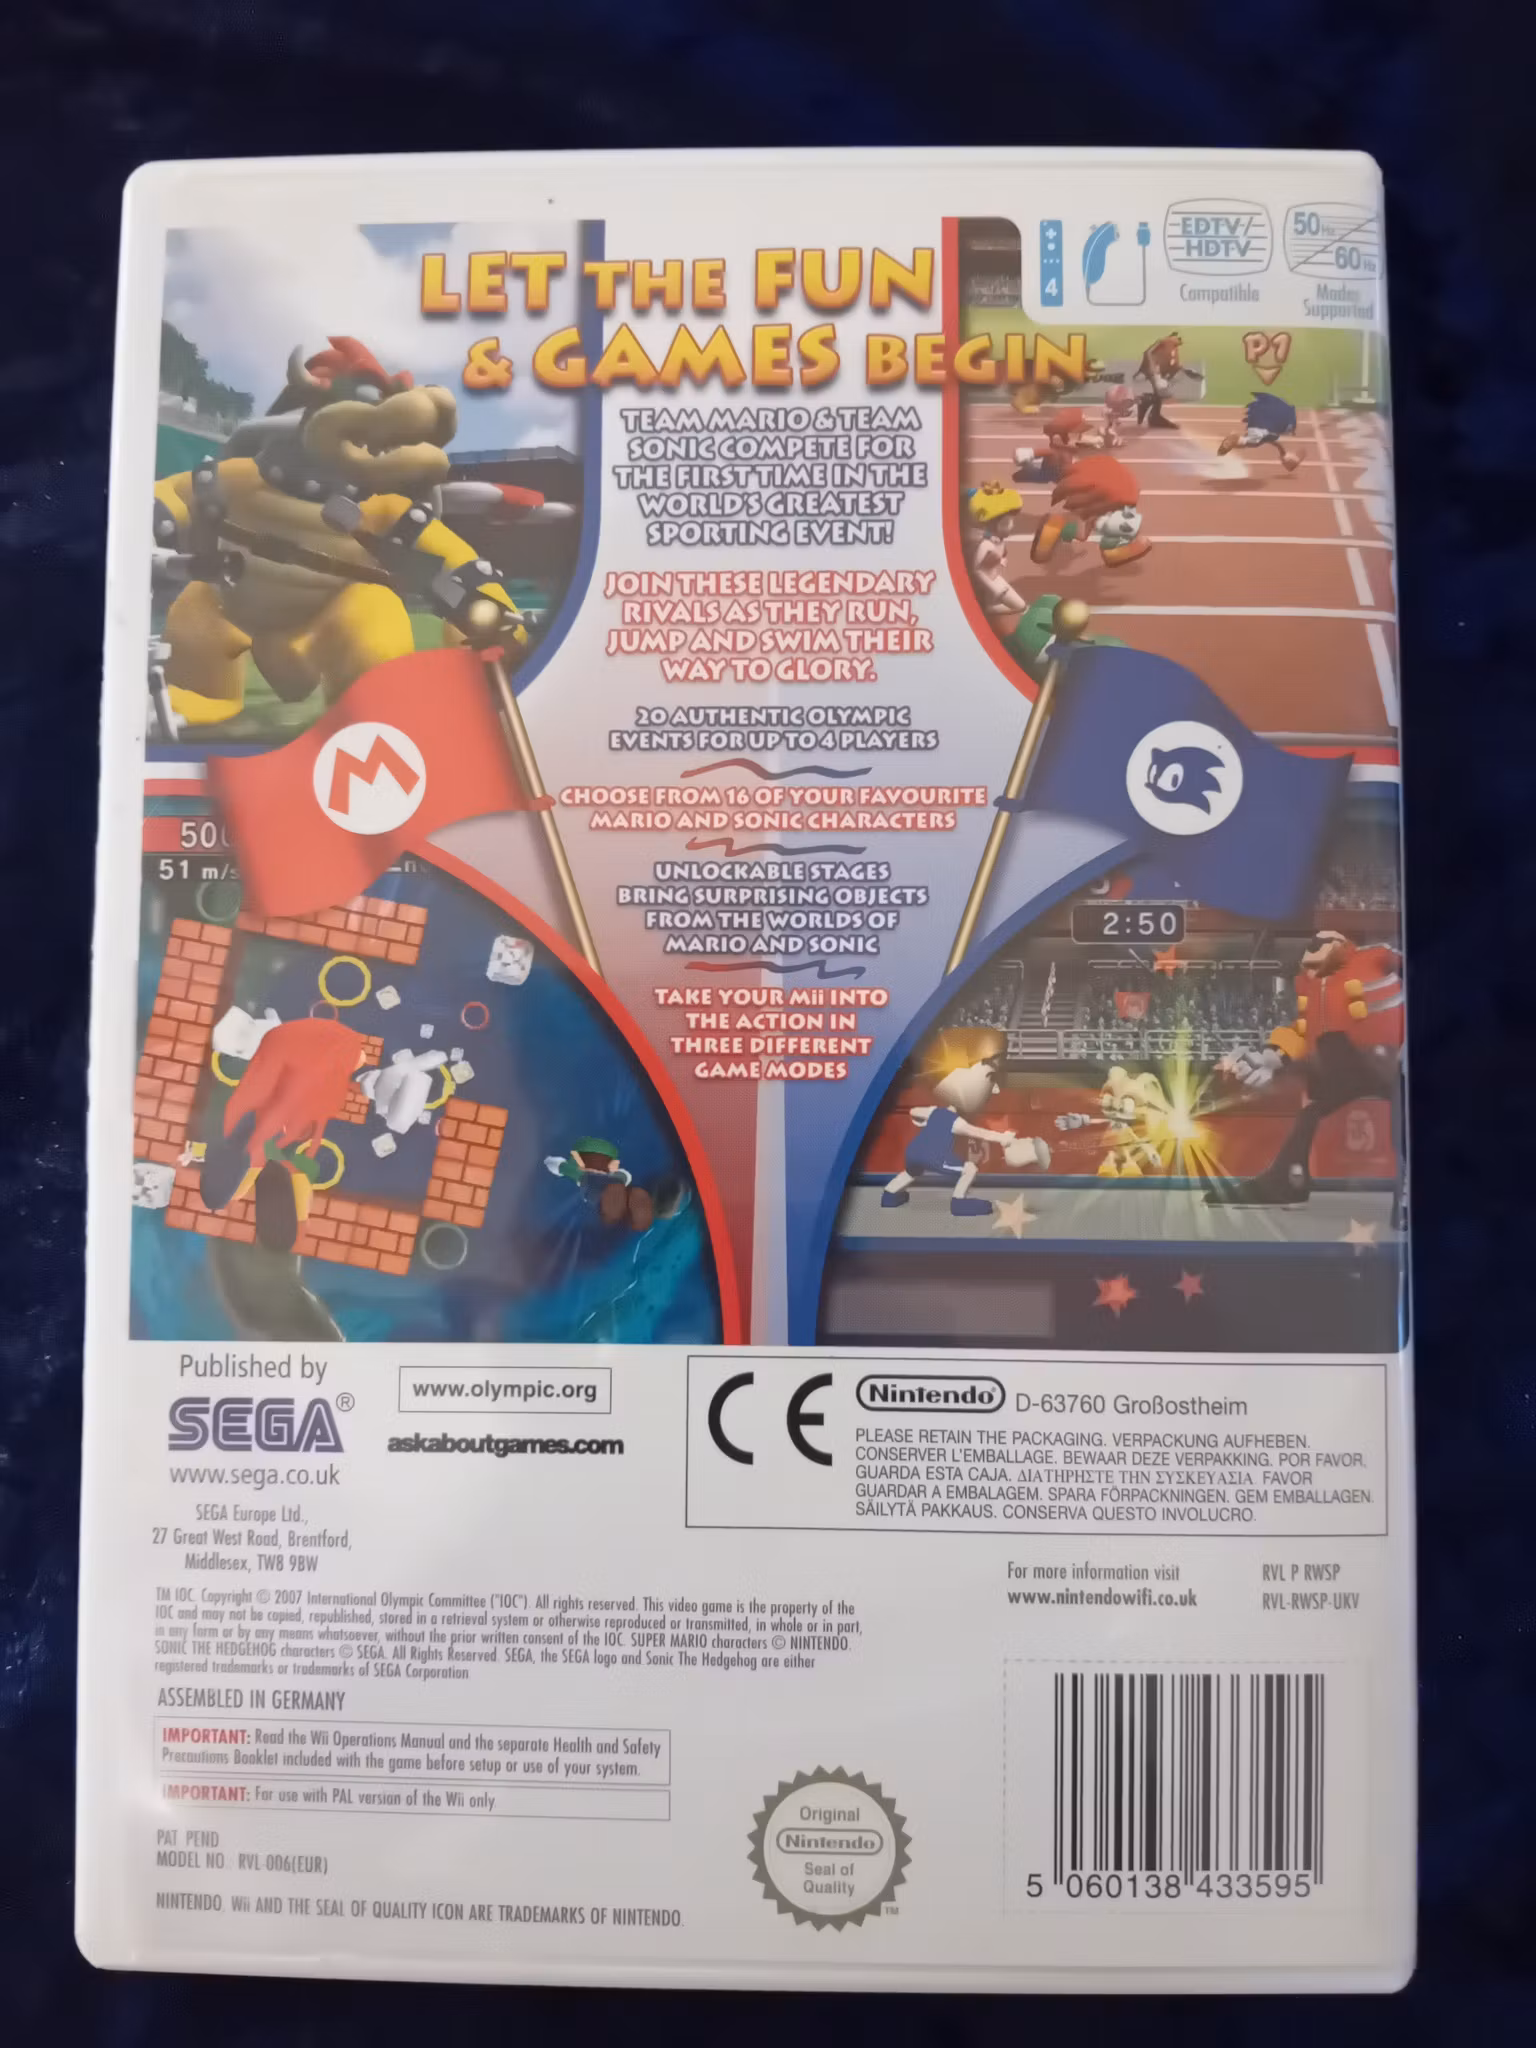 LET THE FUN
& GAMES BEGIN
4
EDTV/
HDTV
Compatible
50Hz
60Hz
Modes
Supported
P1
TEAM MARIO & TEAM
SONIC COMPETE FOR
THE FIRST TIME IN THE
WORLD'S GREATEST
SPORTING EVENT!
JOIN THESE LEGENDARY
RIVALS AS THEY RUN,
JUMP AND SWIM THEIR
WAY TO GLORY.
20 AUTHENTIC OLYMPIC
EVENTS FOR UP TO 4 PLAYERS
CHOOSE FROM 16 OF YOUR FAVOURITE
MARIO AND SONIC CHARACTERS
UNLOCKABLE STAGES
BRING SURPRISING OBJECTS
FROM THE WORLDS OF
MARIO AND SONIC
TAKE YOUR Mii INTO
THE ACTION IN
THREE DIFFERENT
GAME MODES
M
500
51 m/s
2:50
Published by
SEGA®
www.sega.co.uk
SEGA Europe Ltd.,
27 Great West Road, Brentford,
Middlesex, TW8 9BW
www.olympic.org
askaboutgames.com
CE
Nintendo® D-63760 Großostheim
PLEASE RETAIN THE PACKAGING. VERPACKUNG AUFHEBEN.
CONSERVER L'EMBALLAGE. BEWAAR DEZE VERPAKKING. POR FAVOR,
GUARDA ESTA CAJA. ΔΙΑΤΗΡΗΣΤΕ ΤΗΝ ΣΥΣΚΕΥΑΣΙΑ. FAVOR
GUARDAR A EMBALAGEM. SPARA FÖRPACKNINGEN. GEM EMBALLAGEN.
SÄILYTÄ PAKKAUS. CONSERVA QUESTO INVOLUCRO.
For more information visit
www.nintendowifi.co.uk
RVL P RWSP
RVL-RWSP-UKV
TM IOC. Copyright © 2007 International Olympic Committee ("IOC"). All rights reserved. This video game is the property of the
IOC and may not be copied, republished, stored in a retrieval system or otherwise reproduced or transmitted, in whole or in part,
in any form or by any means whatsoever, without the prior written consent of the IOC. SUPER MARIO characters © NINTENDO.
SONIC THE HEDGEHOG characters © SEGA. All Rights Reserved. SEGA, the SEGA logo and Sonic The Hedgehog are either
registered trademarks or trademarks of SEGA Corporation.
ASSEMBLED IN GERMANY
IMPORTANT: Read the Wii Operations Manual and the separate Health and Safety
Precautions Booklet included with the game before setup or use of your system.
IMPORTANT: For use with PAL version of the Wii only.
PAT PEND
MODEL NO. RVL-006(EUR)
NINTENDO, Wii AND THE SEAL OF QUALITY ICON ARE TRADEMARKS OF NINTENDO.
Original
Nintendo
Seal of
Quality
TM
5 060138 433595